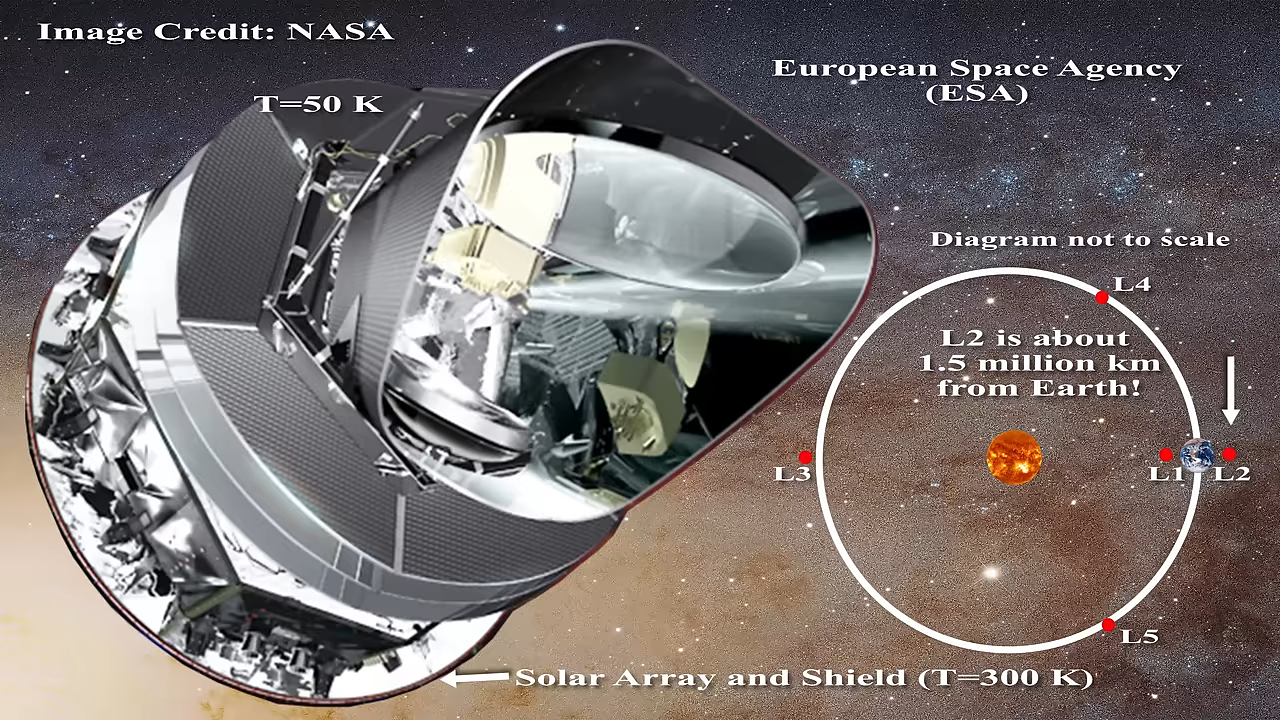 Image Credit: NASA
European Space Agency
(ESA)
T=50 K
Diagram not to scale
L4
L2 is about
1.5 million km
from Earth!
L3
L1
L2
L5
Solar Array and Shield (T=300 K)